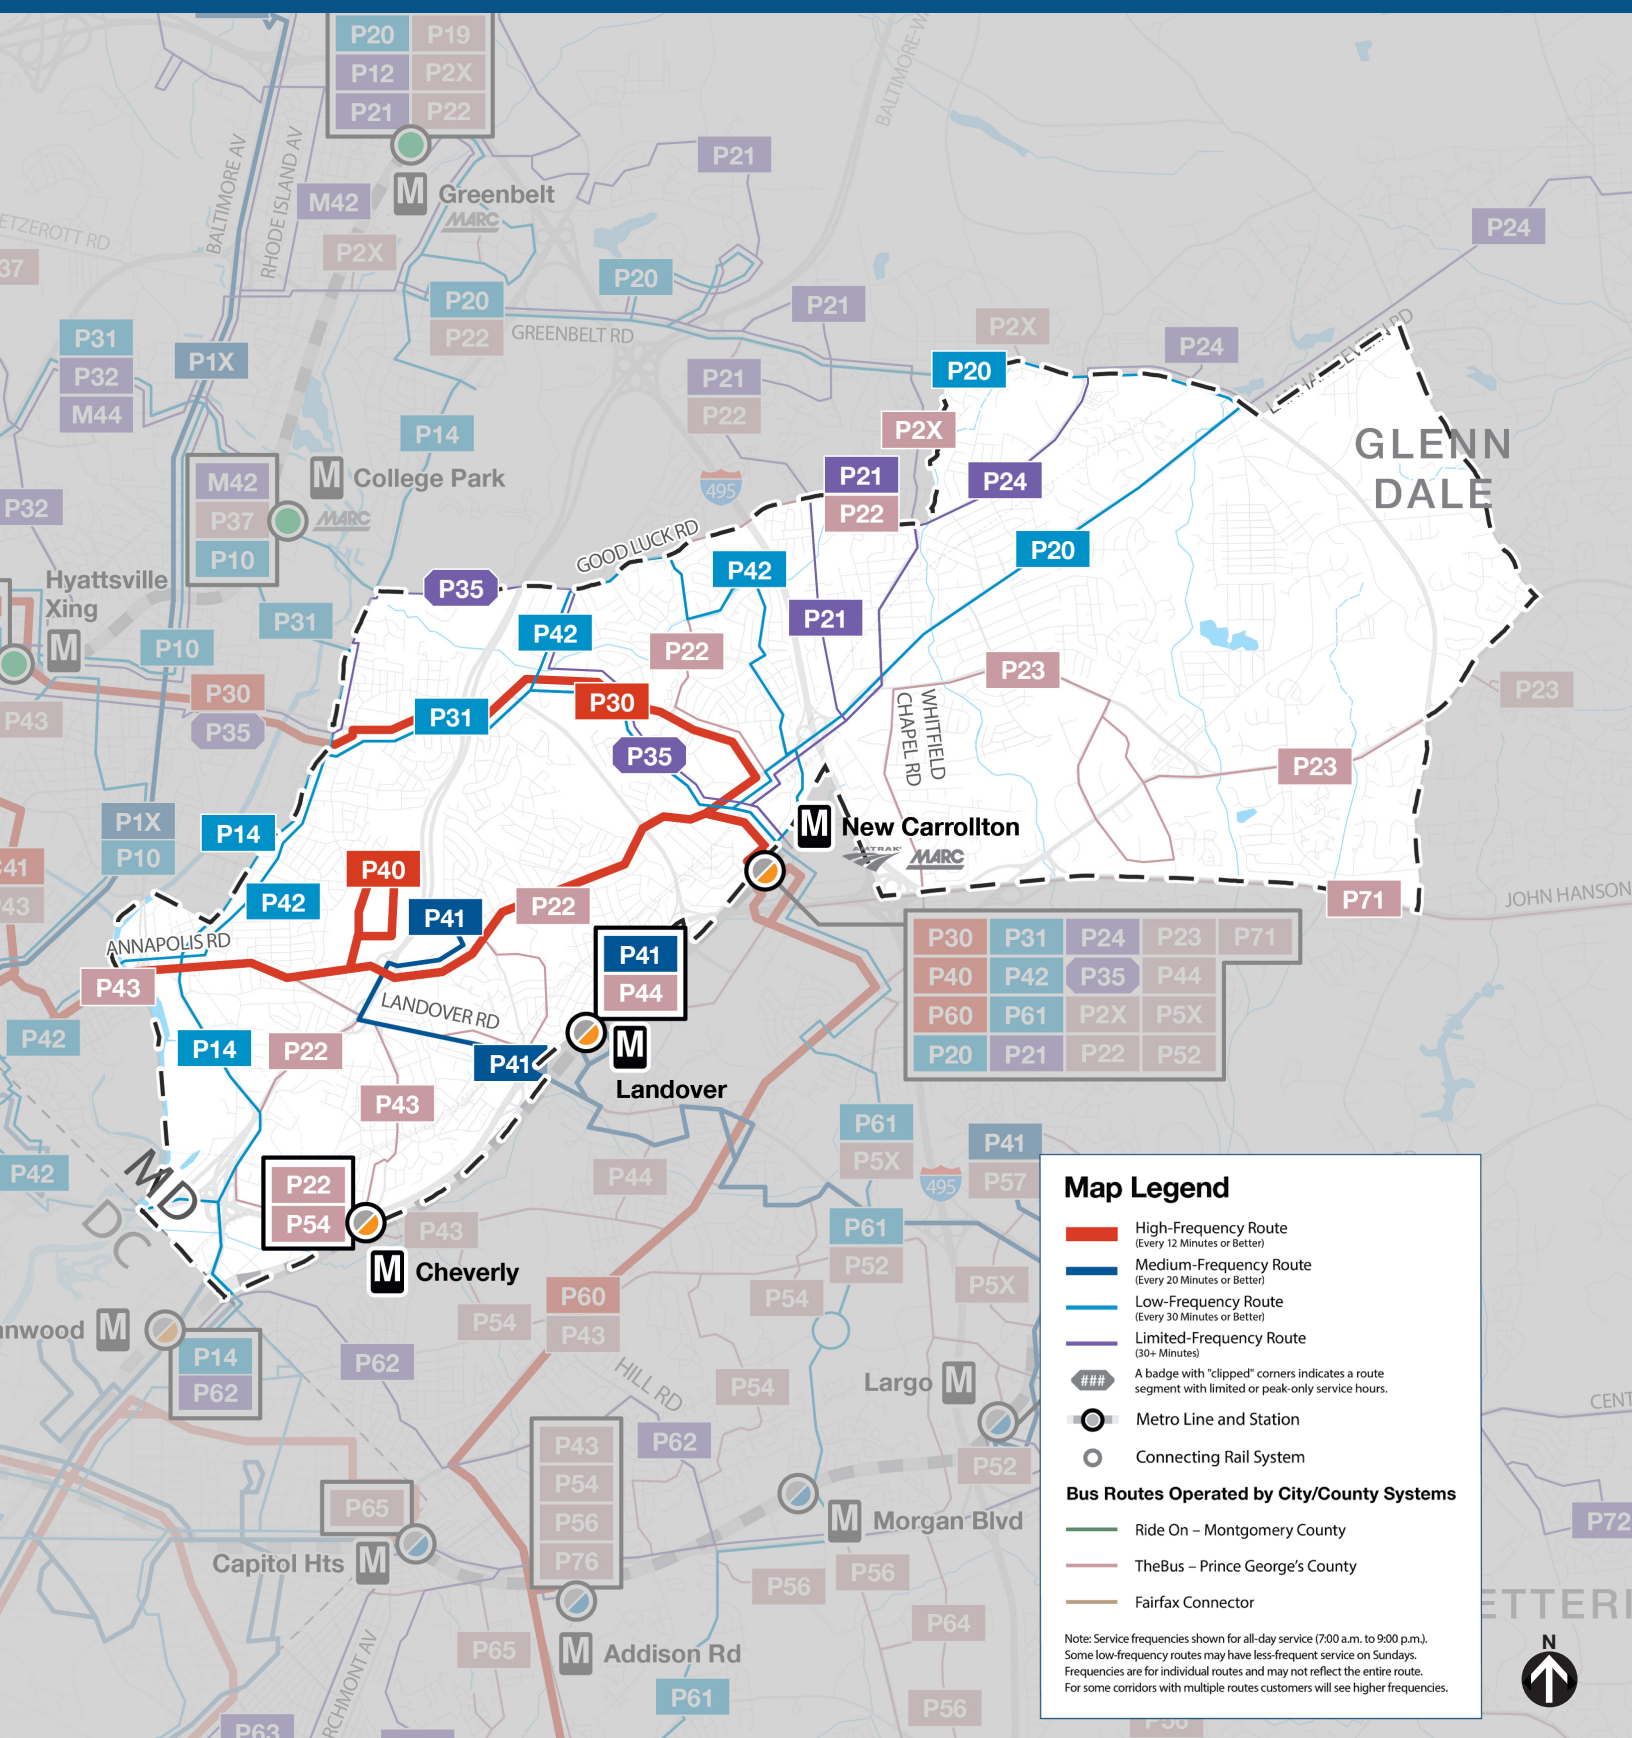 P20 P19
P12 P2X
P21 P22
BALTIMORE-W
BALTIMORE AV
RHODE ISLAND AV
P21
M42
M Greenbelt
MARC
P24
ETZEROTT RD
P2X
37
P20
P20
P22
GREENBELT RD
P21
P2X
P24
LANHAM SEVERN RD
P31
P32
M44
P1X
P20
P21
P22
P14
P2X
GLENN
DALE
M42
P37
P10
M College Park
MARC
495
P21
P22
P24
P32
GOOD LUCK RD
P20
Hyattsville
Xing
M
P35
P42
P31
P42
P21
P10
P22
P23
P30
P35
P43
P31
P30
WHITFIELD
CHAPEL RD
P23
P35
P23
P1X
P10
P14
M New Carrollton
AMTRAK MARC
41
43
P40
P42
P41
P22
P71
JOHN HANSON
ANNAPOLIS RD
P41
P44
P30 P31 P24 P23 P71
P40 P42 P35 P44
P60 P61 P2X P5X
P20 P21 P22 P52
P43
LANDOVER RD
P42
P14
P22
P41
M
Landover
P43
P61
P5X
P41
P57
P42
MD
DC
P22
P54
P44
495
P43
P61
P52
M Cheverly
P60
P43
P54
P54
P5X
nnwood M
P14
P62
P62
HILL RD
P54
Largo M
P43
P54
P56
P76
P62
P52
P65
Capitol Hts M
M Morgan Blvd
P72
P56
P56
M Addison Rd
P65
P64
P61
P56
P63
RCHMONT AV
P56
CENT
ETTERI
Map Legend
High-Frequency Route
(Every 12 Minutes or Better)
Medium-Frequency Route
(Every 20 Minutes or Better)
Low-Frequency Route
(Every 30 Minutes or Better)
Limited-Frequency Route
(30+ Minutes)
### A badge with "clipped" corners indicates a route
segment with limited or peak-only service hours.
Metro Line and Station
Connecting Rail System
Bus Routes Operated by City/County Systems
Ride On – Montgomery County
TheBus – Prince George's County
Fairfax Connector
Note: Service frequencies shown for all-day service (7:00 a.m. to 9:00 p.m.).
Some low-frequency routes may have less-frequent service on Sundays.
Frequencies are for individual routes and may not reflect the entire route.
For some corridors with multiple routes customers will see higher frequencies.
N